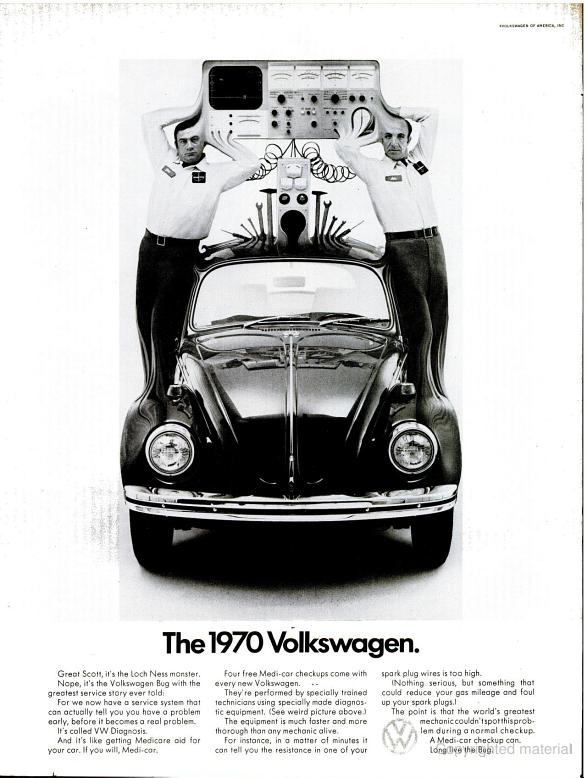 ©VOLKSWAGEN OF AMERICA, INC.
The 1970 Volkswagen.
Great Scott, it's the Loch Ness monster.
Nope, it's the Volkswagen Bug with the
greatest service story ever told:
For we now have a service system that
can actually tell you you have a problem
early, before it becomes a real problem.
It's called VW Diagnosis.
And it's like getting Medicare aid for
your car. If you will, Medi-car.
Four free Medi-car checkups come with
every new Volkswagen.
They're performed by specially trained
technicians using specially made diagnos-
tic equipment. (See weird picture above.)
The equipment is much faster and more
thorough than any mechanic alive.
For instance, in a matter of minutes it
can tell you the resistance in one of your
spark plug wires is too high.
(Nothing serious, but something that
could reduce your gas mileage and foul
up your spark plugs.)
The point is that the world's greatest
mechanic couldn't spot this prob-
lem during a normal checkup.
A Medi-car checkup can.
Long live the Bug.
Copyrighted material